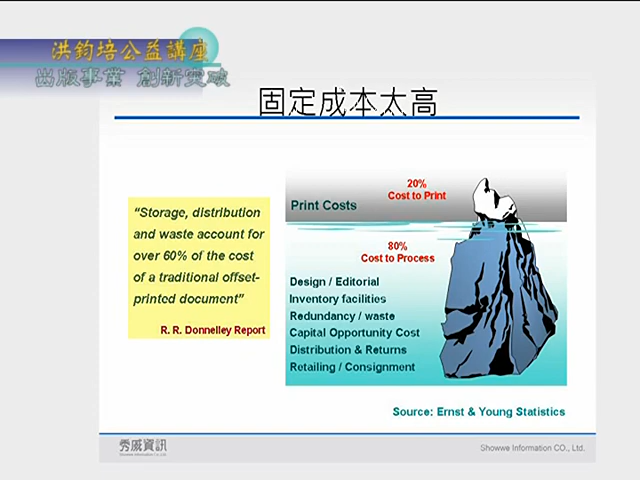 洪鈞培公益講座
出版事業 創新突破
固定成本太高
20%
Cost to Print
Print Costs
"Storage, distribution
and waste account for
over 60% of the cost
of a traditional offset-
printed document"
R. R. Donnelley Report
80%
Cost to Process
Design / Editorial
Inventory facilities
Redundancy / waste
Capital Opportunity Cost
Distribution & Returns
Retailing / Consignment
Source: Ernst & Young Statistics
秀威資訊
Showwe Information CO., Ltd.